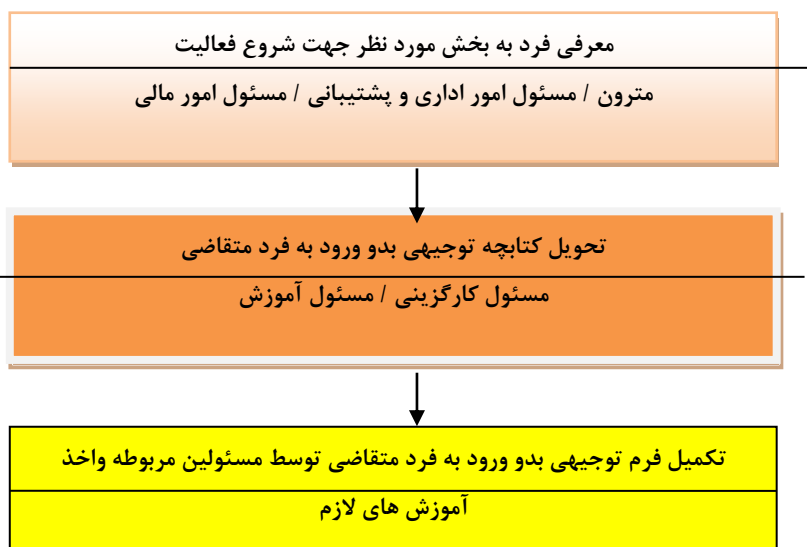 معرفی فرد به بخش مورد نظر جهت شروع فعالیت
مترون / مسئول امور اداری و پشتیبانی / مسئول امور مالی
تحویل کتابچه توجیهی بدو ورود به فرد متقاضی
مسئول کارگزینی / مسئول آموزش
تکمیل فرم توجیهی بدو ورود به فرد متقاضی توسط مسئولین مربوطه واخذ
آموزش های لازم